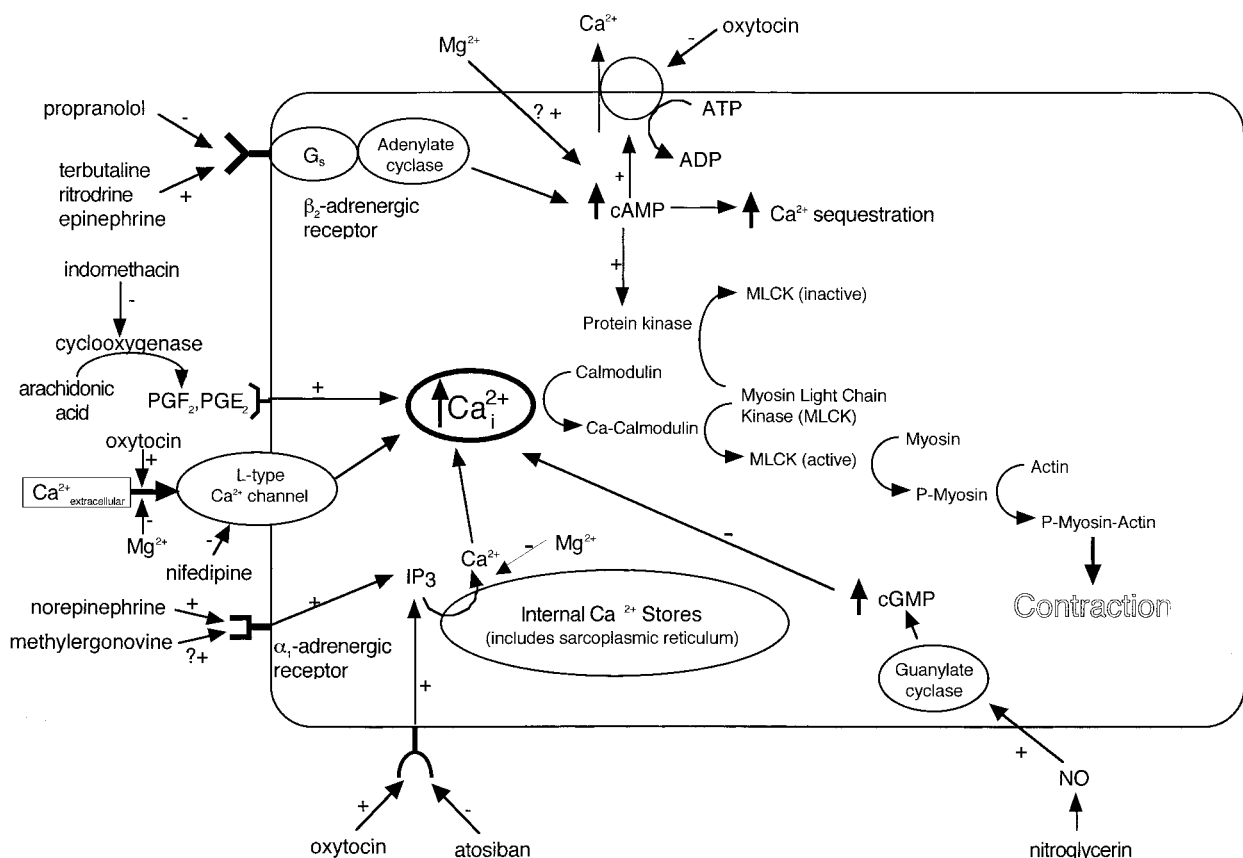 Ca²⁺
oxytocin
-
Mg²⁺
propranolol
-
? +
ATP
ADP
Gₛ
Adenylate
cyclase
terbutaline
ritrodrine
epinephrine
+
+
cAMP
Ca²⁺ sequestration
β₂-adrenergic
receptor
+
indomethacin
-
MLCK (inactive)
Protein kinase
cyclooxygenase
arachidonic
acid
PGF₂,PGE₂
+
Caᵢ²⁺
Calmodulin
Myosin Light Chain
Kinase (MLCK)
Ca-Calmodulin
MLCK (active)
Myosin
Actin
P-Myosin
P-Myosin-Actin
oxytocin
+
Ca²⁺ extracellular
L-type
Ca²⁺ channel
-
Mg²⁺
-
nifedipine
-
Ca²⁺
-
Mg²⁺
IP3
norepinephrine
+
+
methylergonovine
?+
α₁-adrenergic
receptor
Internal Ca ²⁺ Stores
(includes sarcoplasmic reticulum)
cGMP
Contraction
Guanylate
cyclase
+
+
NO
+
-
oxytocin
atosiban
nitroglycerin